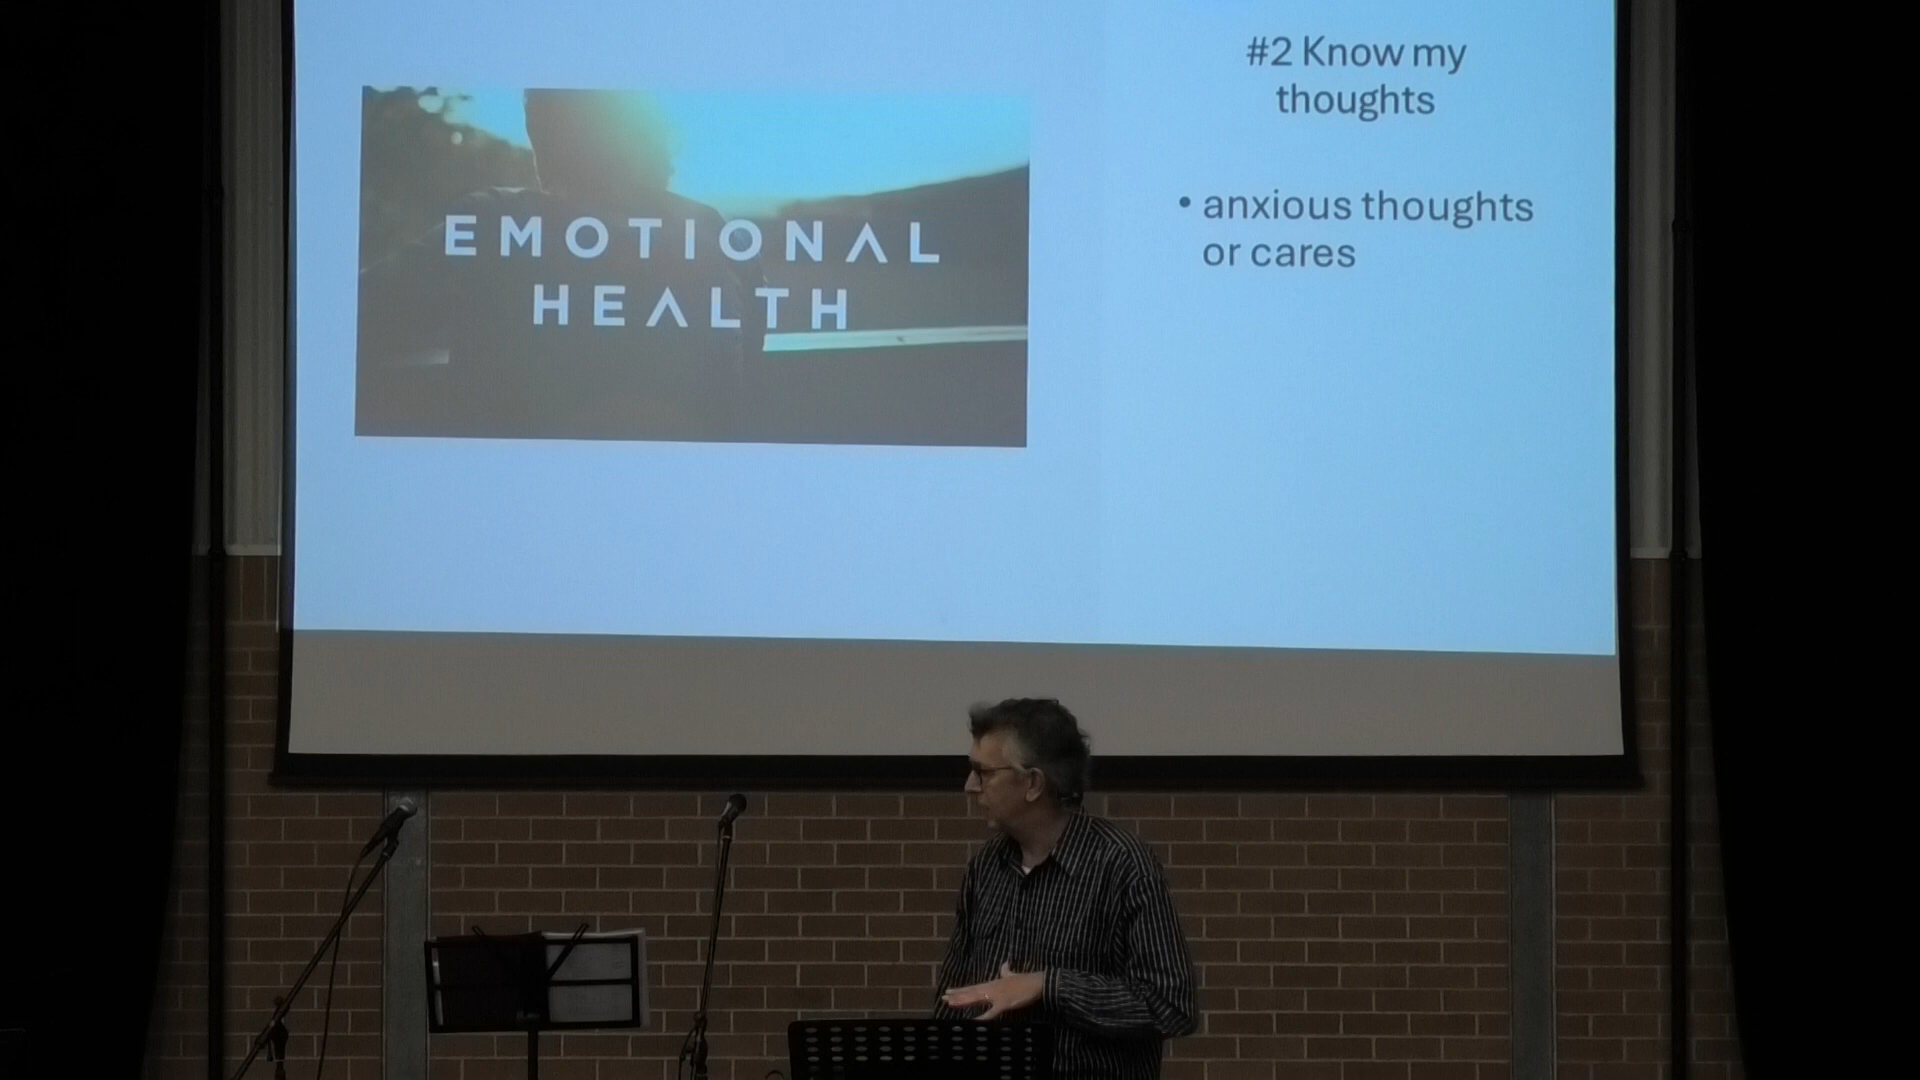 EMOTIONAL
HEALTH
#2 Know my
thoughts
• anxious thoughts
or cares